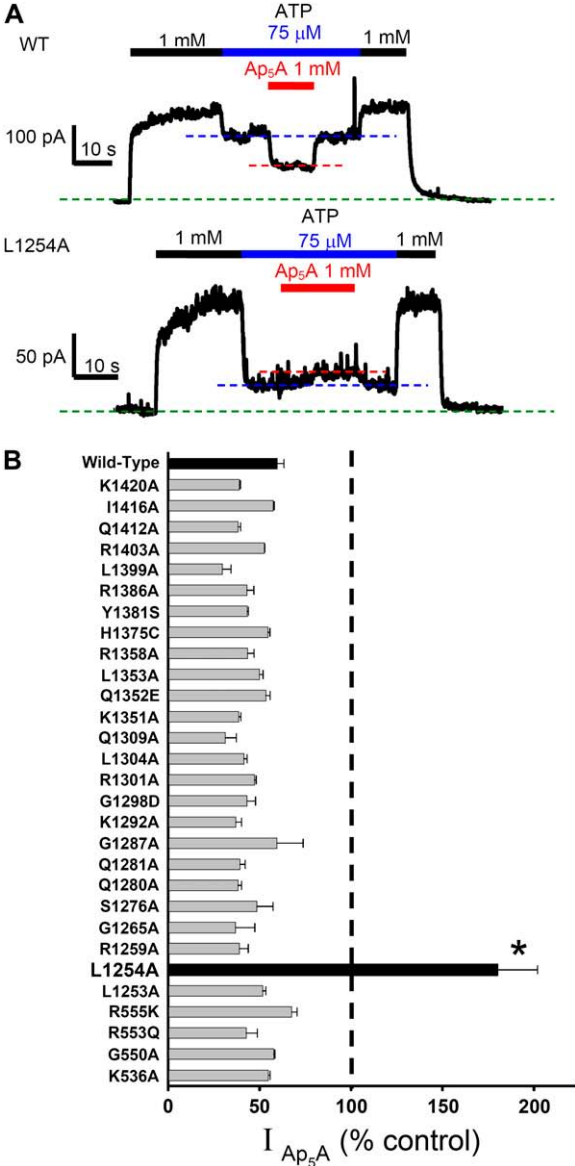 A
ATP
WT
1 mM 75 μM 1 mM
Ap5A 1 mM
100 pA
10 s
ATP
L1254A
1 mM 75 μM 1 mM
Ap5A 1 mM
50 pA
10 s
B
Wild-Type
K1420A
I1416A
Q1412A
R1403A
L1399A
R1386A
Y1381S
H1375C
R1358A
L1353A
Q1352E
K1351A
Q1309A
L1304A
R1301A
G1298D
K1292A
G1287A
Q1281A
Q1280A
S1276A
G1265A
R1259A
L1254A *
L1253A
R555K
R553Q
G550A
K536A
0 50 100 150 200
I Ap5A (% control)